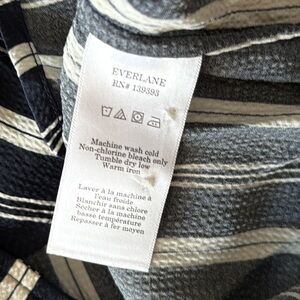 EVERLANE
RN# 139393
Machine wash cold
Non-chlorine bleach only
Tumble dry low
Warm iron
Laver à la machine à
l'eau froide
Blanchir sans chlore
Sécher à la machine
basse température
Repasser à fer moyen